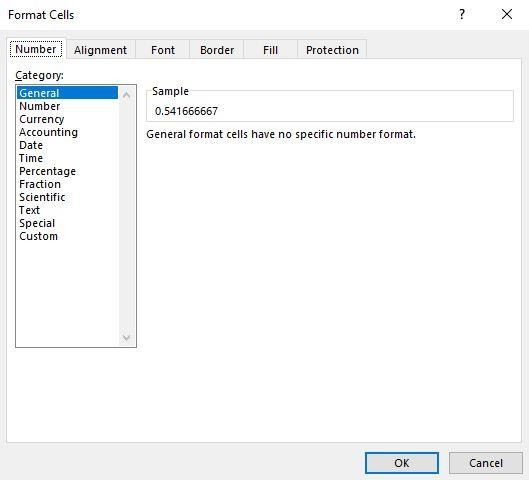 Format Cells ?
Number Alignment Font Border Fill Protection
Category:
General
Number
Currency
Accounting
Date
Time
Percentage
Fraction
Scientific
Text
Special
Custom
Sample
0.541666667
General format cells have no specific number format.
OK Cancel